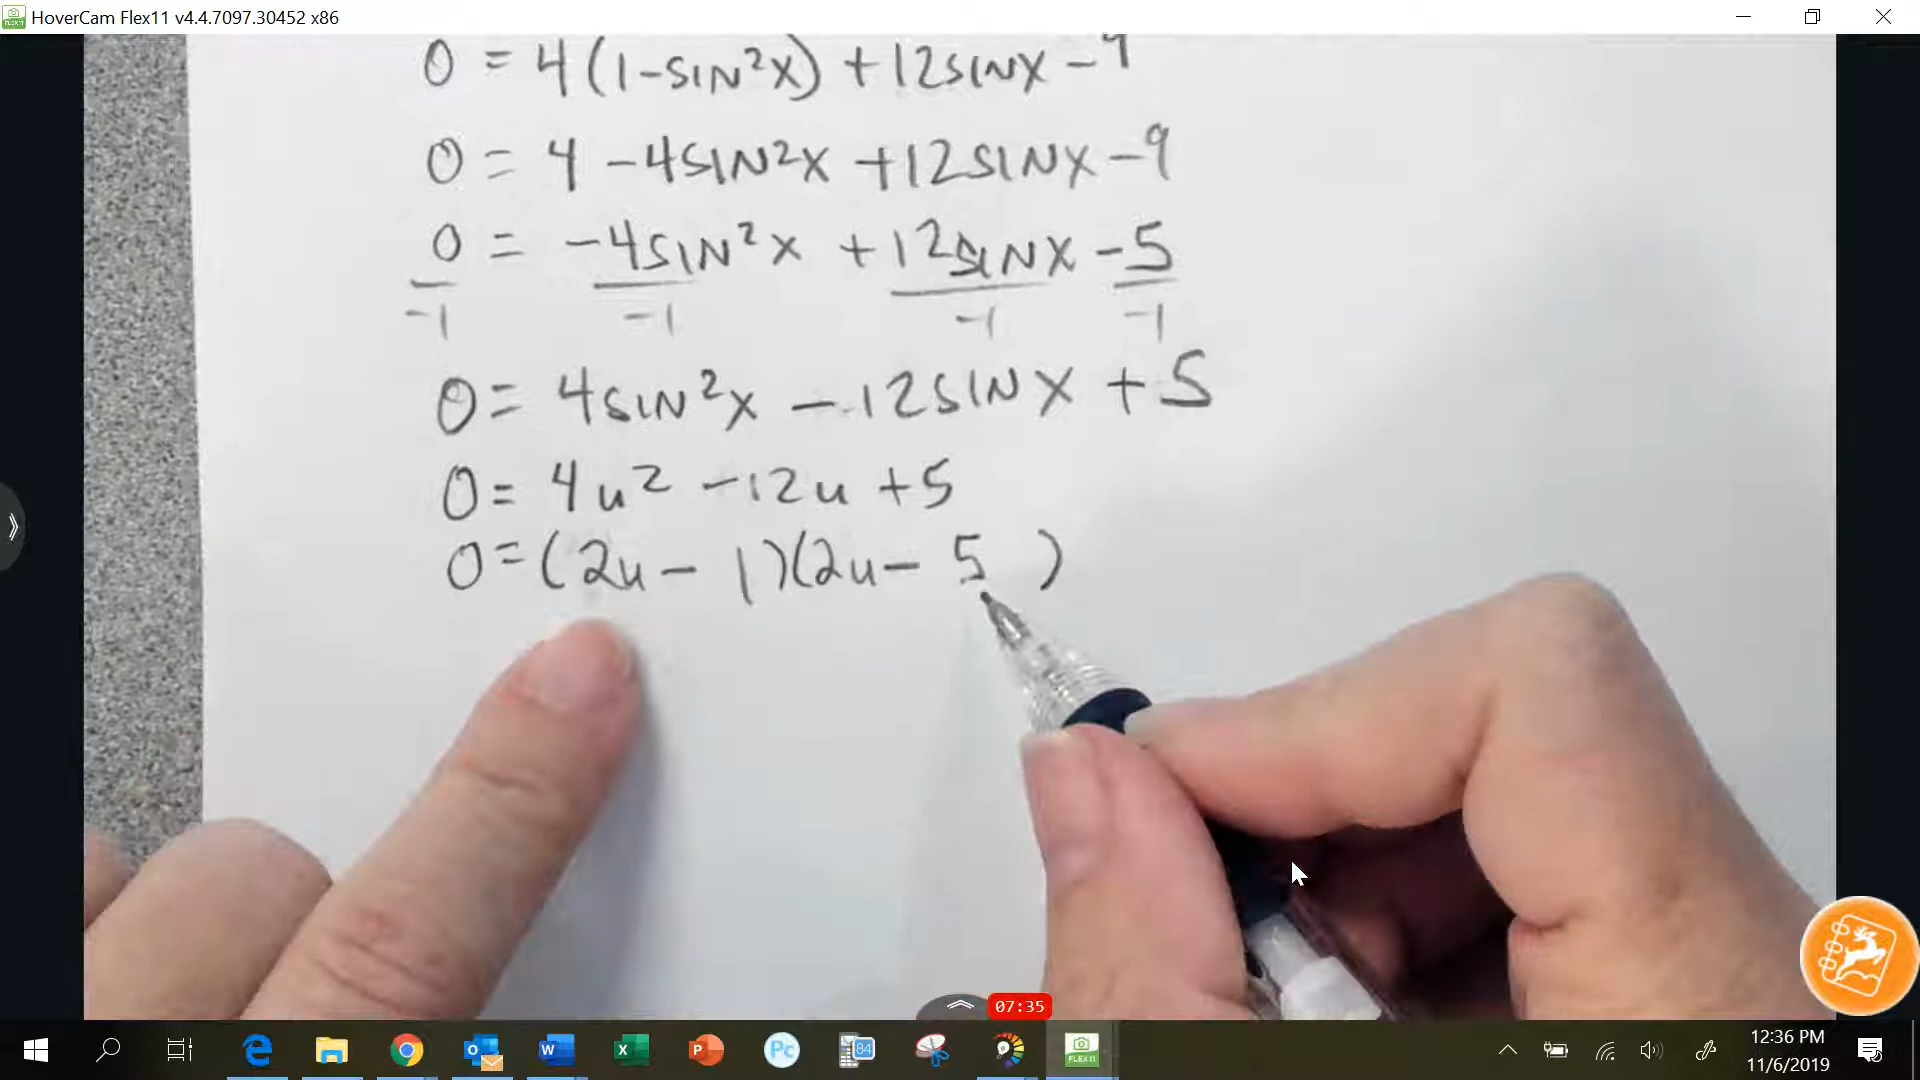 HoverCam Flex11 v4.4.7097.30452 x86
0 = 4(1-SIN²X) + 12SINX - 9
0 = 4 - 4SIN²X + 12SINX - 9
0 = -4SIN²X + 12SINX - 5
-1 -1 -1 -1
0 = 4SIN²X - 12SINX + 5
0 = 4u² - 12u + 5
0 = (2u - 1)(2u - 5 )
07:35
84
FLEX11
12:36 PM
11/6/2019